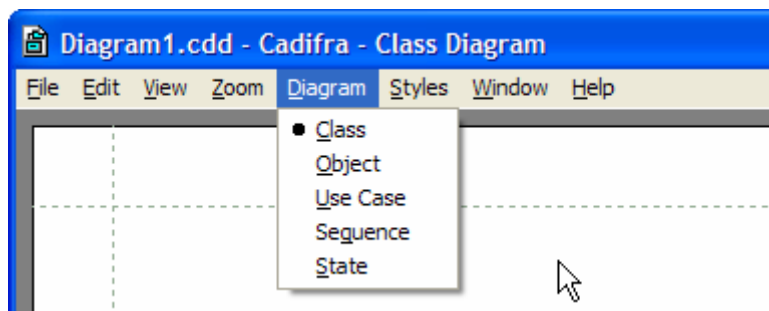 Diagram1.cdd - Cadifra - Class Diagram
File Edit View Zoom Diagram Styles Window Help
Class
Object
Use Case
Sequence
State